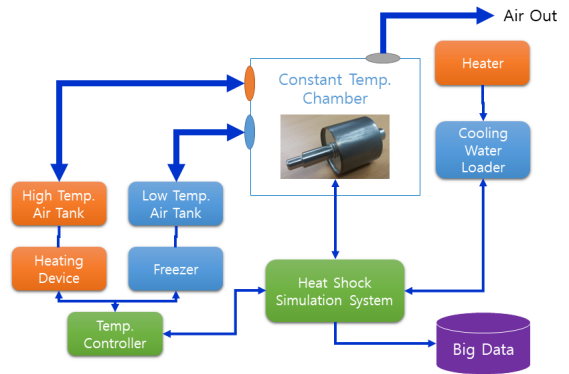 Air Out
Constant Temp.
Chamber
Heater
Cooling
Water
Loader
High Temp.
Air Tank
Low Temp.
Air Tank
Heating
Device
Freezer
Heat Shock
Simulation System
Temp.
Controller
Big Data